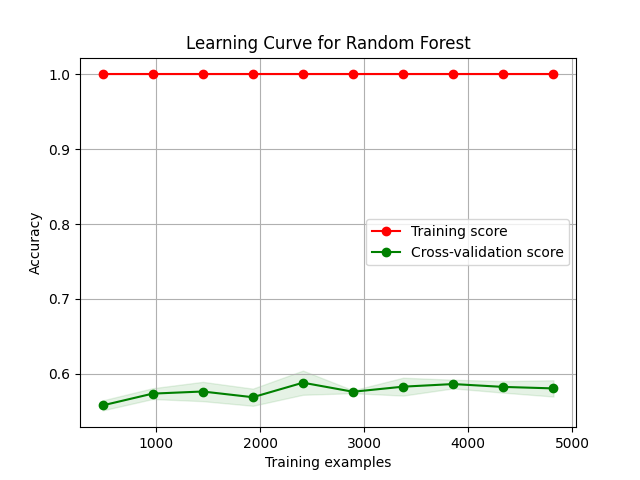 Learning Curve for Random Forest
1.0
0.9
0.8
0.7
0.6
Accuracy
Training score
Cross-validation score
1000 2000 3000 4000 5000
Training examples